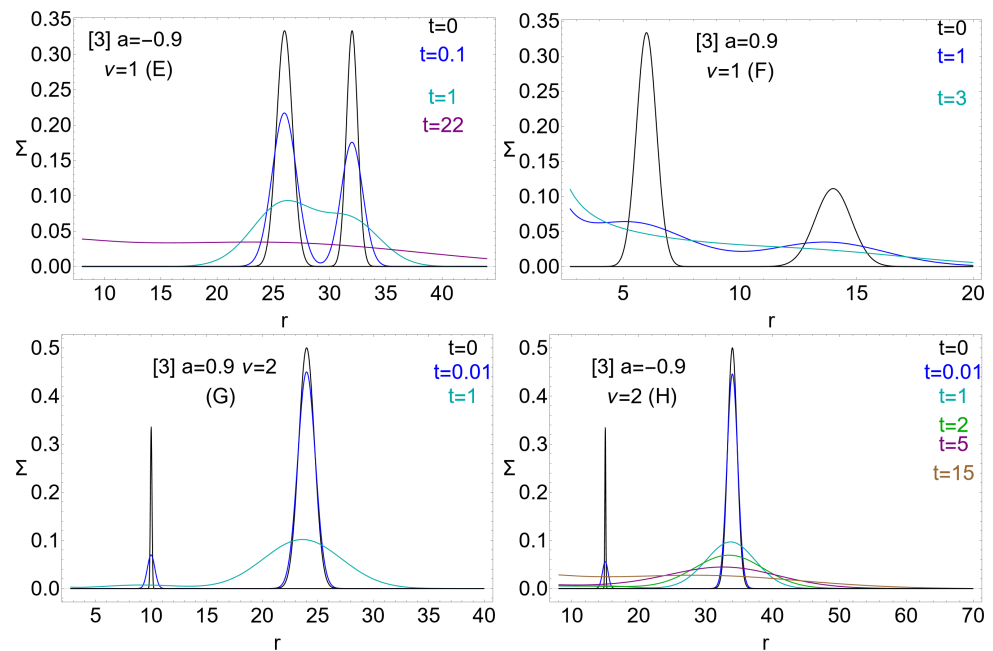 0.35
0.30
0.25
0.20
0.15
0.10
0.05
0.00
Σ
[3] a=−0.9
ν=1 (E)
t=0
t=0.1
t=1
t=22
10 15 20 25 30 35 40
r
0.35
0.30
0.25
0.20
0.15
0.10
0.05
0.00
Σ
[3] a=0.9
ν=1 (F)
t=0
t=1
t=3
5 10 15 20
r
0.5
0.4
0.3
0.2
0.1
0.0
Σ
[3] a=0.9 ν=2
(G)
t=0
t=0.01
t=1
5 10 15 20 25 30 35 40
r
0.5
0.4
0.3
0.2
0.1
0.0
Σ
[3] a=−0.9
ν=2 (H)
t=0
t=0.01
t=1
t=2
t=5
t=15
10 20 30 40 50 60 70
r